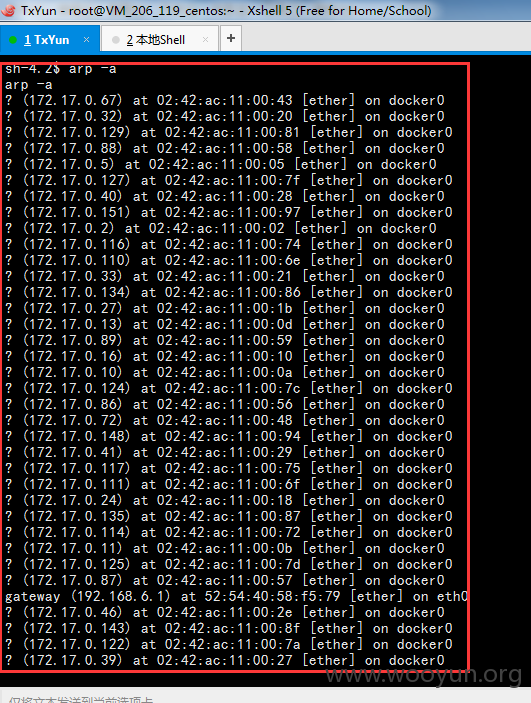 TxYun - root@VM_206_119_centos:~ - Xshell 5 (Free for Home/School)
1 TxYun × 2 本地Shell × +
sh-4.2$ arp -a
arp -a
? (172.17.0.67) at 02:42:ac:11:00:43 [ether] on docker0
? (172.17.0.32) at 02:42:ac:11:00:20 [ether] on docker0
? (172.17.0.129) at 02:42:ac:11:00:81 [ether] on docker0
? (172.17.0.88) at 02:42:ac:11:00:58 [ether] on docker0
? (172.17.0.5) at 02:42:ac:11:00:05 [ether] on docker0
? (172.17.0.127) at 02:42:ac:11:00:7f [ether] on docker0
? (172.17.0.40) at 02:42:ac:11:00:28 [ether] on docker0
? (172.17.0.151) at 02:42:ac:11:00:97 [ether] on docker0
? (172.17.0.2) at 02:42:ac:11:00:02 [ether] on docker0
? (172.17.0.116) at 02:42:ac:11:00:74 [ether] on docker0
? (172.17.0.110) at 02:42:ac:11:00:6e [ether] on docker0
? (172.17.0.33) at 02:42:ac:11:00:21 [ether] on docker0
? (172.17.0.134) at 02:42:ac:11:00:86 [ether] on docker0
? (172.17.0.27) at 02:42:ac:11:00:1b [ether] on docker0
? (172.17.0.13) at 02:42:ac:11:00:0d [ether] on docker0
? (172.17.0.89) at 02:42:ac:11:00:59 [ether] on docker0
? (172.17.0.16) at 02:42:ac:11:00:10 [ether] on docker0
? (172.17.0.10) at 02:42:ac:11:00:0a [ether] on docker0
? (172.17.0.124) at 02:42:ac:11:00:7c [ether] on docker0
? (172.17.0.86) at 02:42:ac:11:00:56 [ether] on docker0
? (172.17.0.72) at 02:42:ac:11:00:48 [ether] on docker0
? (172.17.0.148) at 02:42:ac:11:00:94 [ether] on docker0
? (172.17.0.41) at 02:42:ac:11:00:29 [ether] on docker0
? (172.17.0.117) at 02:42:ac:11:00:75 [ether] on docker0
? (172.17.0.111) at 02:42:ac:11:00:6f [ether] on docker0
? (172.17.0.24) at 02:42:ac:11:00:18 [ether] on docker0
? (172.17.0.135) at 02:42:ac:11:00:87 [ether] on docker0
? (172.17.0.114) at 02:42:ac:11:00:72 [ether] on docker0
? (172.17.0.11) at 02:42:ac:11:00:0b [ether] on docker0
? (172.17.0.125) at 02:42:ac:11:00:7d [ether] on docker0
? (172.17.0.87) at 02:42:ac:11:00:57 [ether] on docker0
gateway (192.168.6.1) at 52:54:40:58:f5:79 [ether] on eth0
? (172.17.0.46) at 02:42:ac:11:00:2e [ether] on docker0
? (172.17.0.143) at 02:42:ac:11:00:8f [ether] on docker0
? (172.17.0.122) at 02:42:ac:11:00:7a [ether] on docker0
? (172.17.0.39) at 02:42:ac:11:00:27 [ether] on docker0
www.wooyun.org
仅将文本发送到当前选项卡